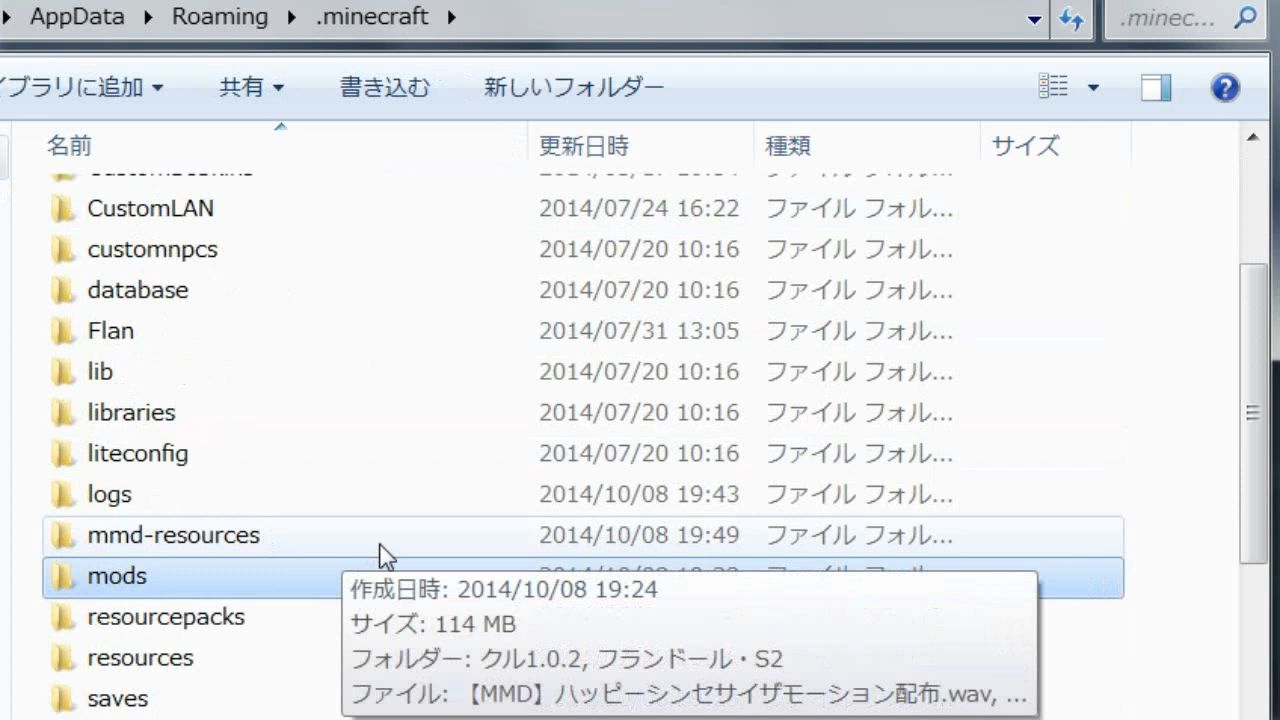 AppData Roaming .minecraft .minec...
イブラリに追加 共有 書き込む 新しいフォルダー
名前 更新日時 種類 サイズ
CustomLAN 2014/07/24 16:22 ファイル フォル...
customnpcs 2014/07/20 10:16 ファイル フォル...
database 2014/07/20 10:16 ファイル フォル...
Flan 2014/07/31 13:05 ファイル フォル...
lib 2014/07/20 10:16 ファイル フォル...
libraries 2014/07/20 10:16 ファイル フォル...
liteconfig 2014/07/20 10:16 ファイル フォル...
logs 2014/10/08 19:43 ファイル フォル...
mmd-resources 2014/10/08 19:49 ファイル フォル...
mods
作成日時: 2014/10/08 19:24
resourcepacks
サイズ: 114 MB
resources
フォルダー: クル1.0.2, フランドール・S2
saves
ファイル: 【MMD】ハッピーシンセサイザモーション配布.wav, ...